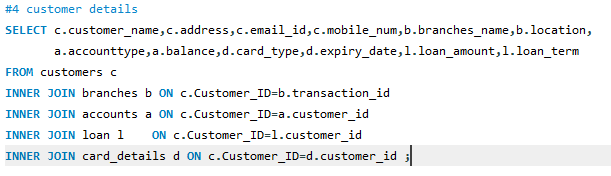 #4 customer details
SELECT c.customer_name,c.address,c.email_id,c.mobile_num,b.branches_name,b.location,
a.accounttype,a.balance,d.card_type,d.expiry_date,l.loan_amount,l.loan_term
FROM customers c
INNER JOIN branches b ON c.Customer_ID=b.transaction_id
INNER JOIN accounts a ON c.Customer_ID=a.customer_id
INNER JOIN loan l ON c.Customer_ID=l.customer_id
INNER JOIN card_details d ON c.Customer_ID=d.customer_id ;